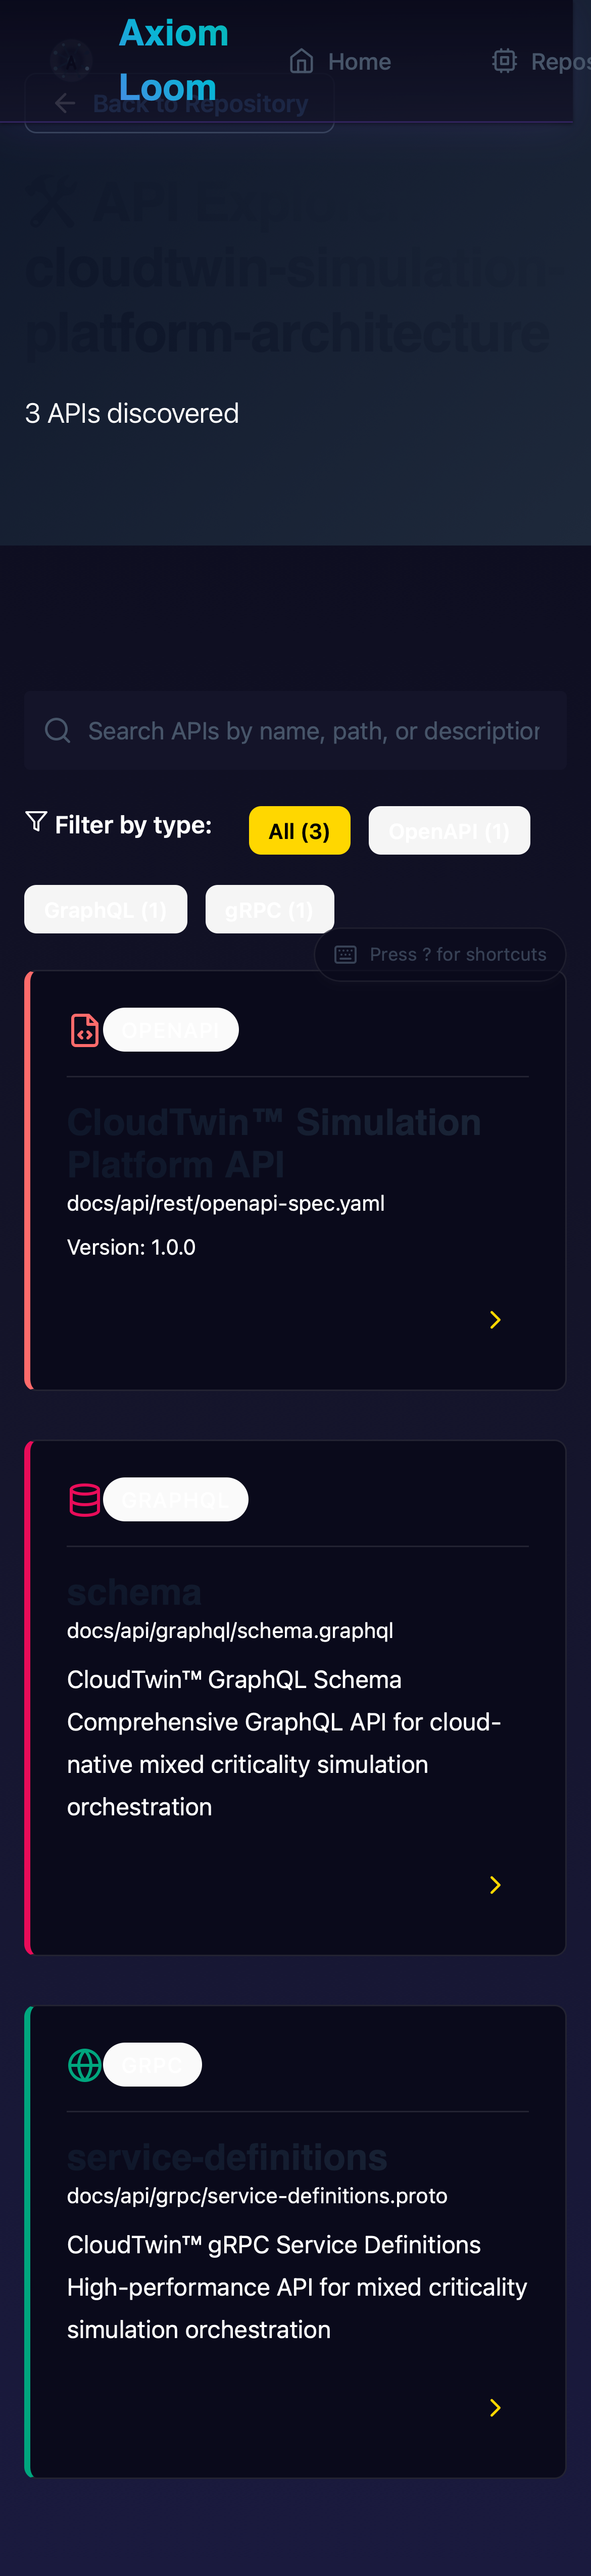 Axiom
Loom
Home
Repos
Back to Repository
🛠 API Explorer
cloudtwin-simulation-
platform-architecture
3 APIs discovered
Search APIs by name, path, or description
Filter by type:
All (3)
OpenAPI (1)
GraphQL (1)
gRPC (1)
Press ? for shortcuts
OPENAPI
CloudTwin™ Simulation
Platform API
docs/api/rest/openapi-spec.yaml
Version: 1.0.0
GRAPHQL
schema
docs/api/graphql/schema.graphql
CloudTwin™ GraphQL Schema
Comprehensive GraphQL API for cloud-
native mixed criticality simulation
orchestration
GRPC
service-definitions
docs/api/grpc/service-definitions.proto
CloudTwin™ gRPC Service Definitions
High-performance API for mixed criticality
simulation orchestration